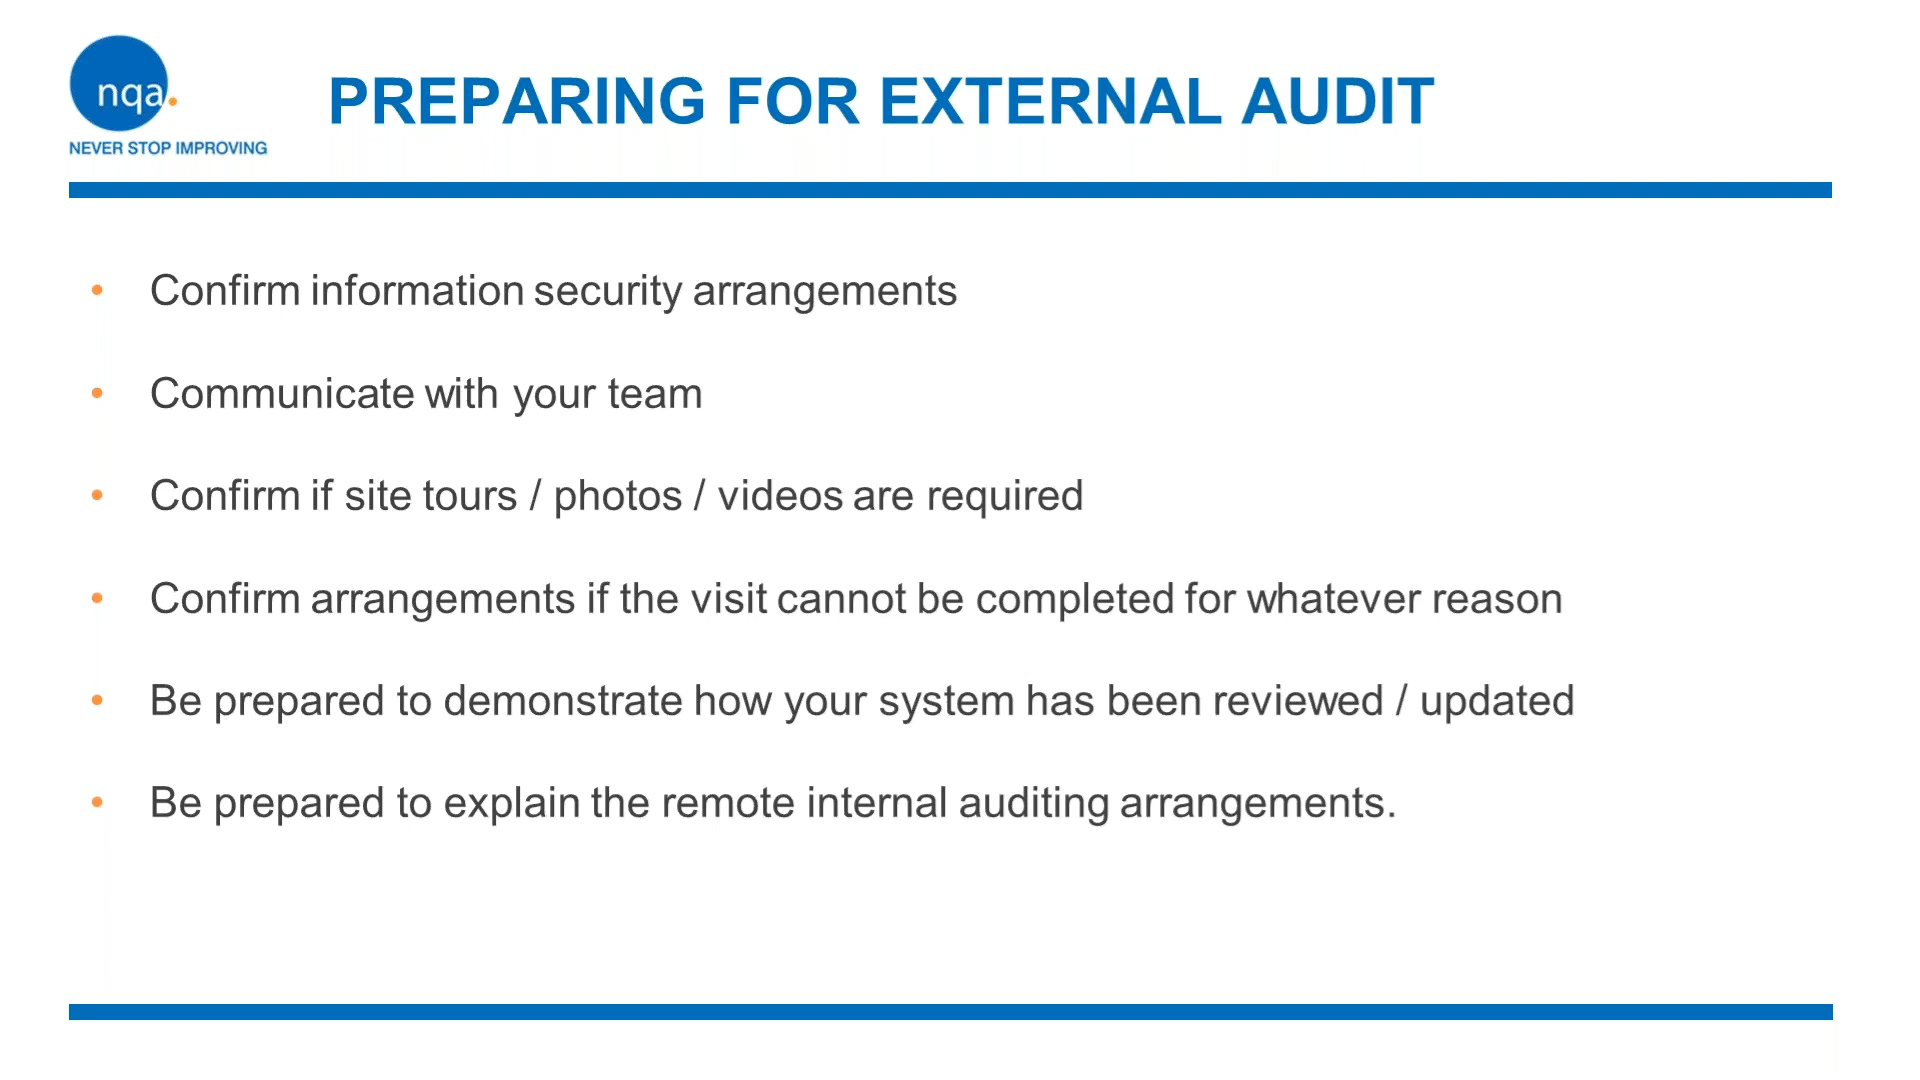 nqa.
NEVER STOP IMPROVING
PREPARING FOR EXTERNAL AUDIT
• Confirm information security arrangements
• Communicate with your team
• Confirm if site tours / photos / videos are required
• Confirm arrangements if the visit cannot be completed for whatever reason
• Be prepared to demonstrate how your system has been reviewed / updated
• Be prepared to explain the remote internal auditing arrangements.